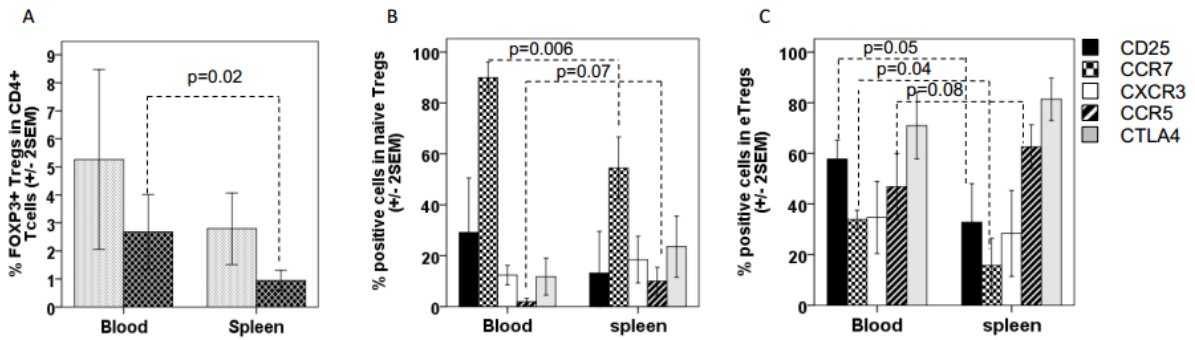 A
% FOXP3+ Tregs in CD4+
Tcells (+/- 2SEM)
9
8
7
6
5
4
3
2
1
0
p=0.02
Blood
Spleen
B
% positive cells in naive Tregs
(+/- 2SEM)
100
80
60
40
20
0
p=0.006
p=0.07
Blood
spleen
C
% positive cells in eTregs
(+/- 2SEM)
100
80
60
40
20
0
p=0.05
p=0.04
p=0.08
Blood
spleen
CD25
CCR7
CXCR3
CCR5
CTLA4